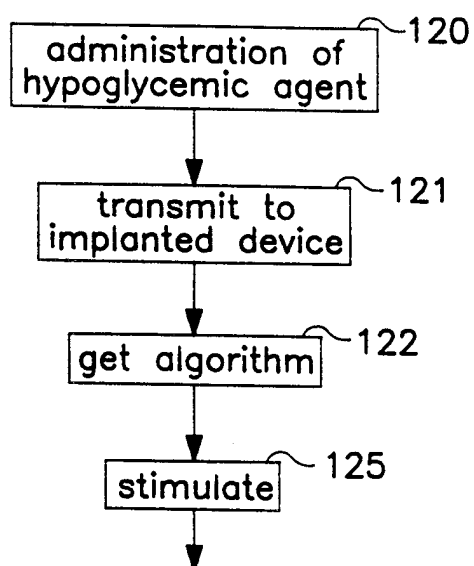 120
administration of
hypoglycemic agent
121
transmit to
implanted device
122
get algorithm
125
stimulate